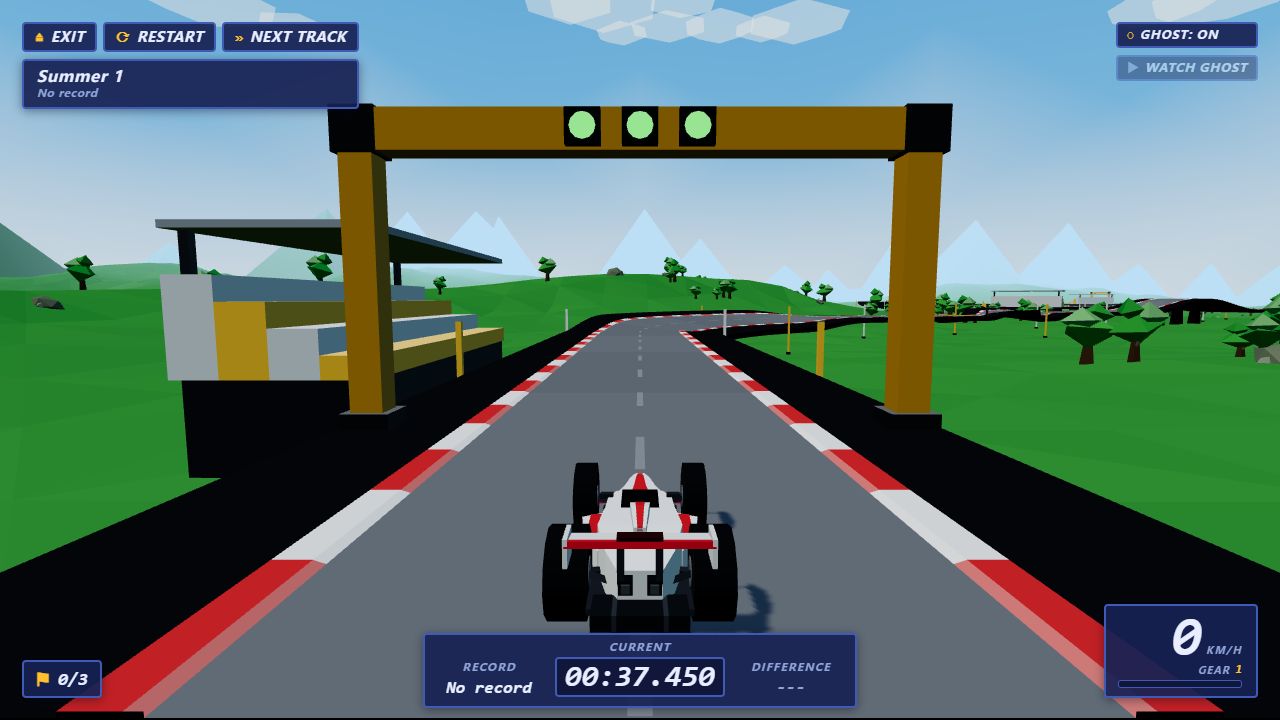 EXIT
RESTART
» NEXT TRACK
Summer 1
No record
GHOST: ON
WATCH GHOST
0/3
CURRENT
RECORD
No record
00:37.450
DIFFERENCE
---
0 KM/H
GEAR 1